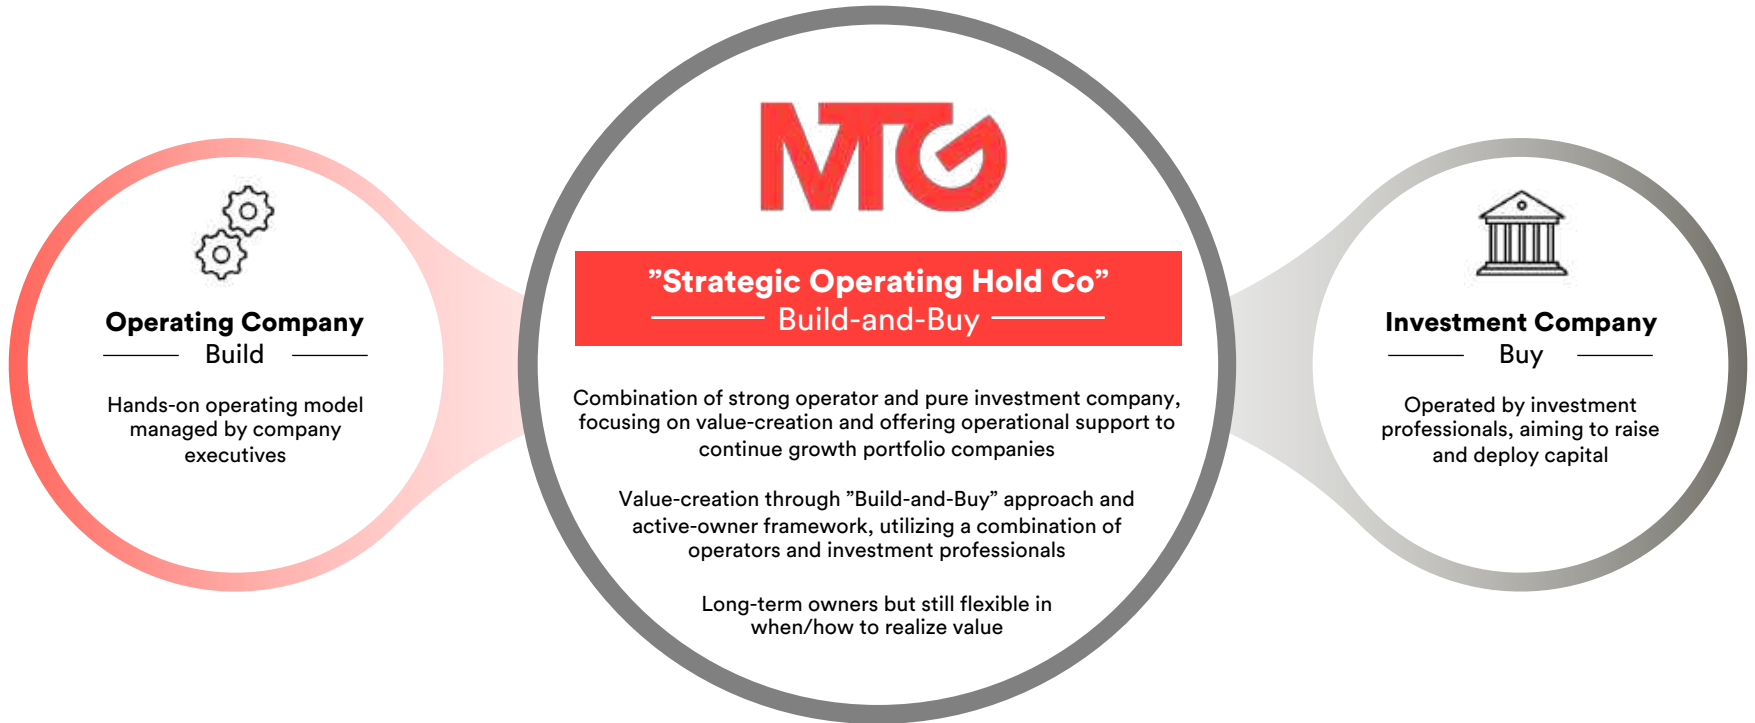 Operating Company
Build
Hands-on operating model
managed by company
executives
MTG
”Strategic Operating Hold Co”
Build-and-Buy
Combination of strong operator and pure investment company,
focusing on value-creation and offering operational support to
continue growth portfolio companies
Value-creation through ”Build-and-Buy” approach and
active-owner framework, utilizing a combination of
operators and investment professionals
Long-term owners but still flexible in
when/how to realize value
Investment Company
Buy
Operated by investment
professionals, aiming to raise
and deploy capital